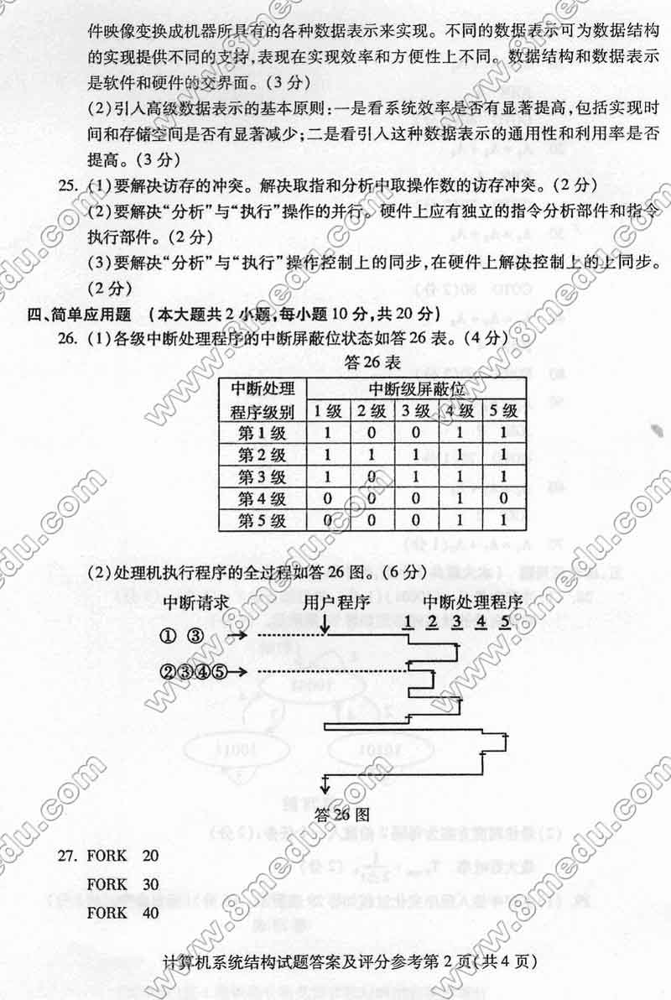 件映像变换成机器所具有的各种数据表示来实现。不同的数据表示可为数据结构
的实现提供不同的支持,表现在实现效率和方便性上不同。数据结构和数据表示
是软件和硬件的交界面。(3分)
(2)引入高级数据表示的基本原则:一是看系统效率是否有显著提高,包括实现时
间和存储空间是否有显著减少;二是看引入这种数据表示的通用性和利用率是否
提高。(3分)
25. (1)要解决访存的冲突。解决取指和分析中取操作数的访存冲突。(2分)
(2)要解决“分析”与“执行”操作的并行。硬件上应有独立的指令分析部件和指令
执行部件。(2分)
(3)要解决“分析”与“执行”操作控制上的同步,在硬件上解决控制上的上同步。
(2分)
四、简单应用题 (本大题共2小题,每小题10分,共20分)
26. (1)各级中断处理程序的中断屏蔽位状态如答26表。(4分)
答26表
中断处理 中断级屏蔽位
程序级别 1级 2级 3级 4级 5级
第1级 1 0 0 1 1
第2级 1 1 1 1 1
第3级 1 0 1 1 1
第4级 0 0 0 1 0
第5级 0 0 0 1 1
(2)处理机执行程序的全过程如答26图。(6分)
中断请求 用户程序 中断处理程序
1 2 3 4 5
① ③
②③④⑤
答26图
27. FORK 20
FORK 30
FORK 40
计算机系统结构试题答案及评分参考第2页(共4页)
www.8medu.com